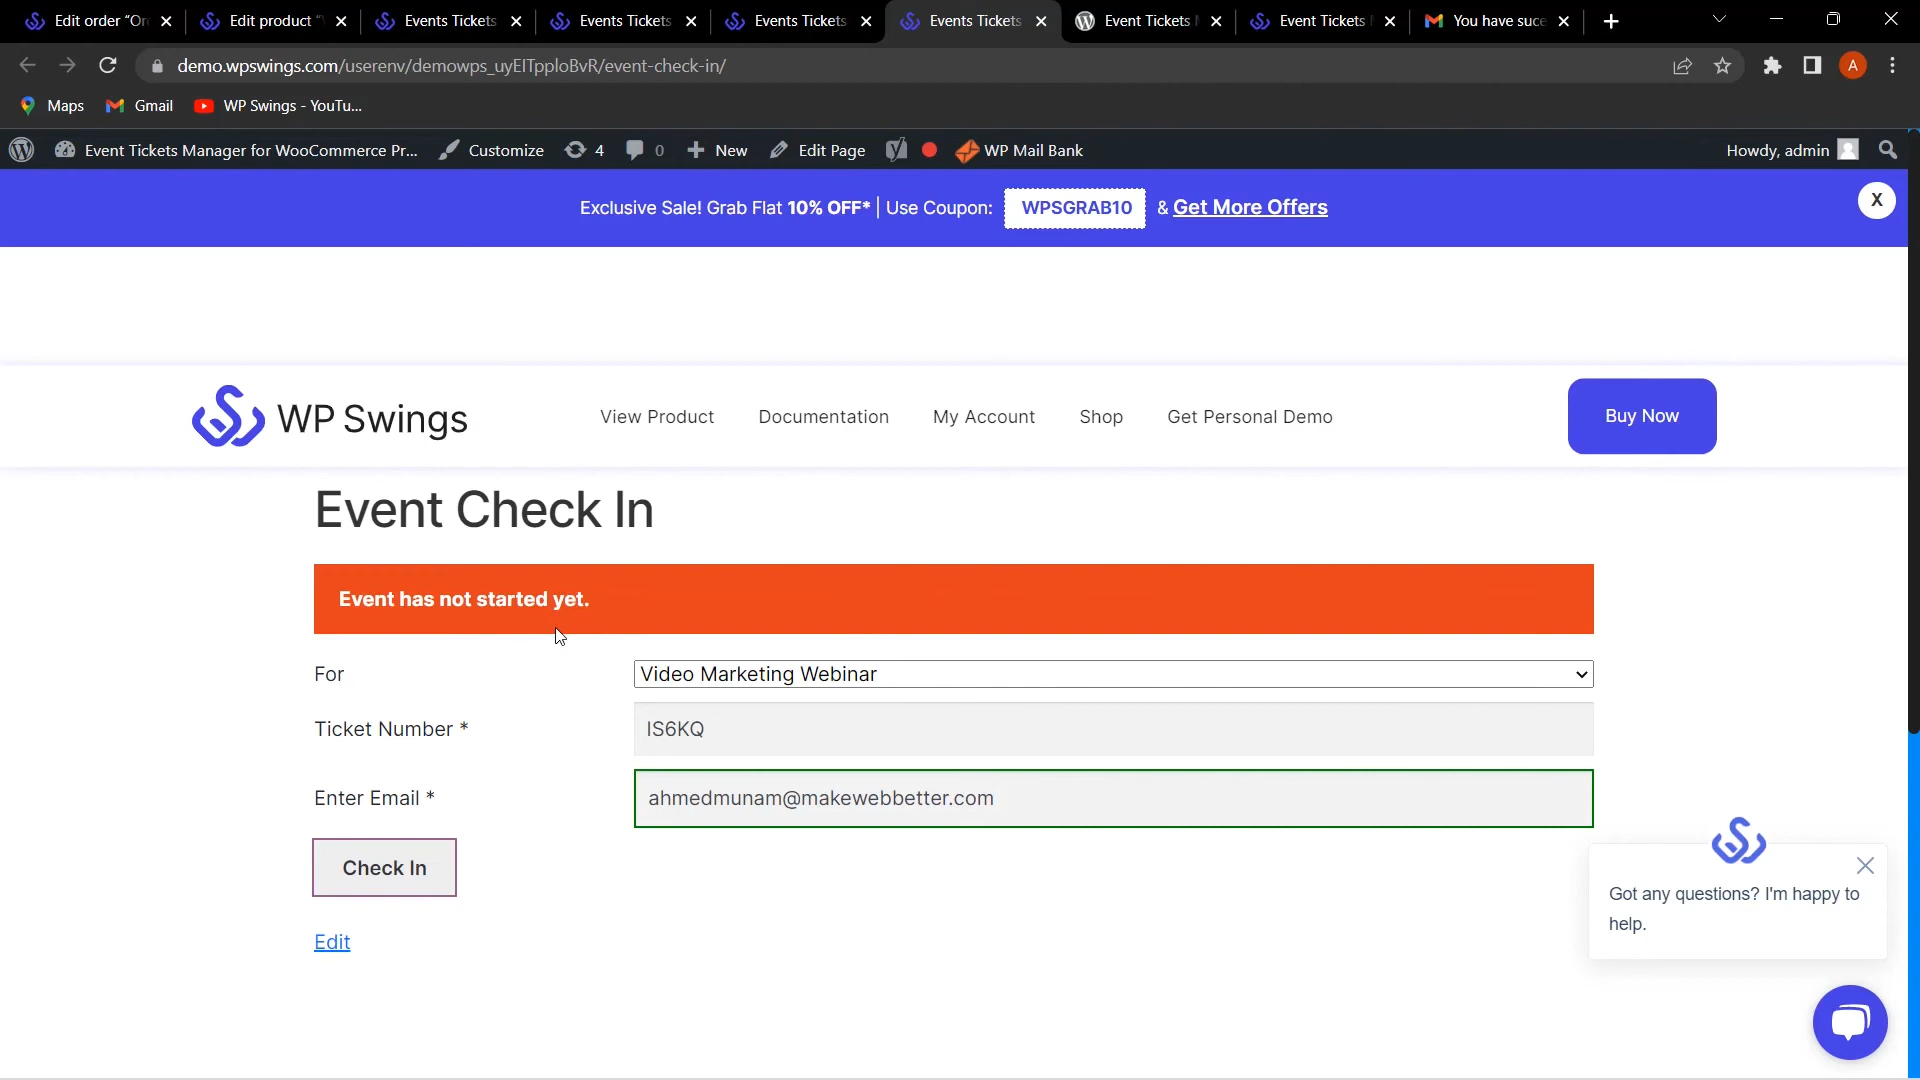 Edit order “Or
Edit product “
Events Tickets
Events Tickets
Events Tickets
Events Tickets
Event Tickets
Event Tickets
You have suc
demo.wpswings.com/userenv/demowps_uyEITpploBvR/event-check-in/
A
Maps
Gmail
WP Swings - YouTu...
Event Tickets Manager for WooCommerce Pr...
Customize
4
0
New
Edit Page
WP Mail Bank
Howdy, admin
Exclusive Sale! Grab Flat 10% OFF* | Use Coupon: WPSGRAB10 & Get More Offers
X
WP Swings
View Product
Documentation
My Account
Shop
Get Personal Demo
Buy Now
Event Check In
Event has not started yet.
For
Video Marketing Webinar
Ticket Number *
IS6KQ
Enter Email *
ahmedmunam@makewebbetter.com
Check In
Got any questions? I'm happy to
help.
Edit